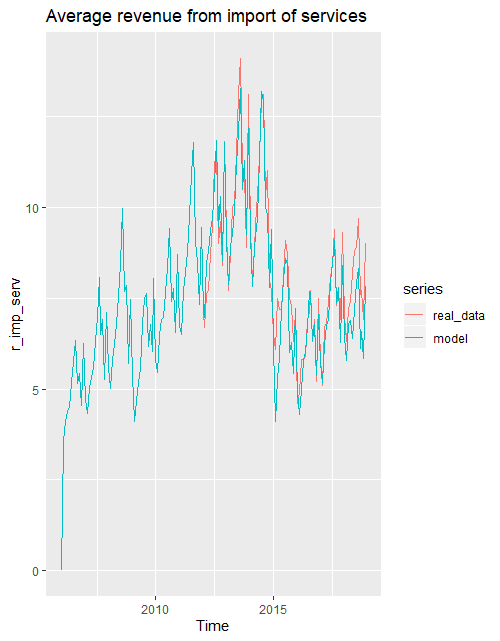 Average revenue from import of services
r_imp_serv
10
5
0
2010
2015
Time
series
real_data
model